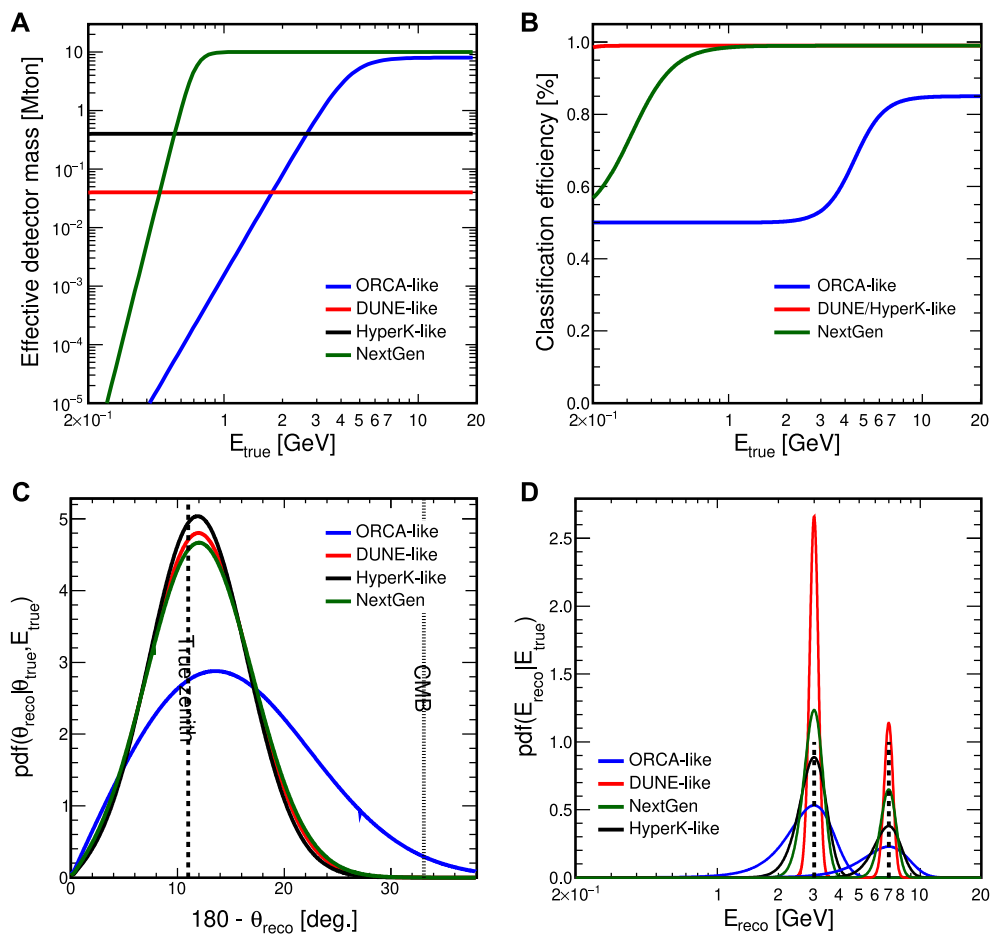 A
Effective detector mass [Mton]
10
1
10⁻¹
10⁻²
10⁻³
10⁻⁴
10⁻⁵
ORCA-like
DUNE-like
HyperK-like
NextGen
2×10⁻¹ 1 2 3 4 5 6 7 10 20
E_true [GeV]
B
Classification efficiency [%]
1.0
0.8
0.6
0.4
0.2
0.0
ORCA-like
DUNE/HyperK-like
NextGen
2×10⁻¹ 1 2 3 4 5 6 7 10 20
E_true [GeV]
C
pdf(θ_reco|θ_true,E_true)
5
4
3
2
1
0
ORCA-like
DUNE-like
HyperK-like
NextGen
True zenith
CMB
0 10 20 30
180 - θ_reco [deg.]
D
pdf(E_reco|E_true)
2.5
2.0
1.5
1.0
0.5
0.0
ORCA-like
DUNE-like
NextGen
HyperK-like
2×10⁻¹ 1 2 3 4 5 6 7 8 10 20
E_reco [GeV]